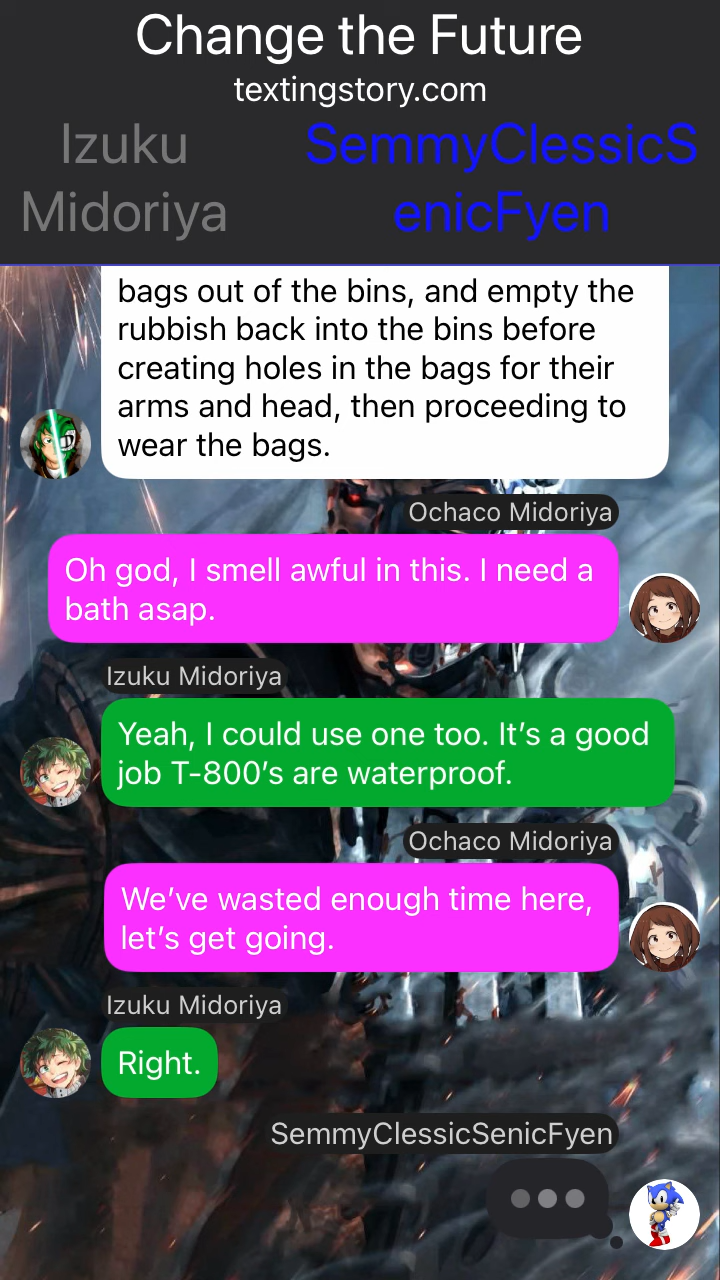 Change the Future
textingstory.com
Izuku
Midoriya
SemmyClessicS
enicFyen
bags out of the bins, and empty the
rubbish back into the bins before
creating holes in the bags for their
arms and head, then proceeding to
wear the bags.
Ochaco Midoriya
Oh god, I smell awful in this. I need a
bath asap.
Izuku Midoriya
Yeah, I could use one too. It’s a good
job T-800’s are waterproof.
Ochaco Midoriya
We’ve wasted enough time here,
let’s get going.
Izuku Midoriya
Right.
SemmyClessicSenicFyen